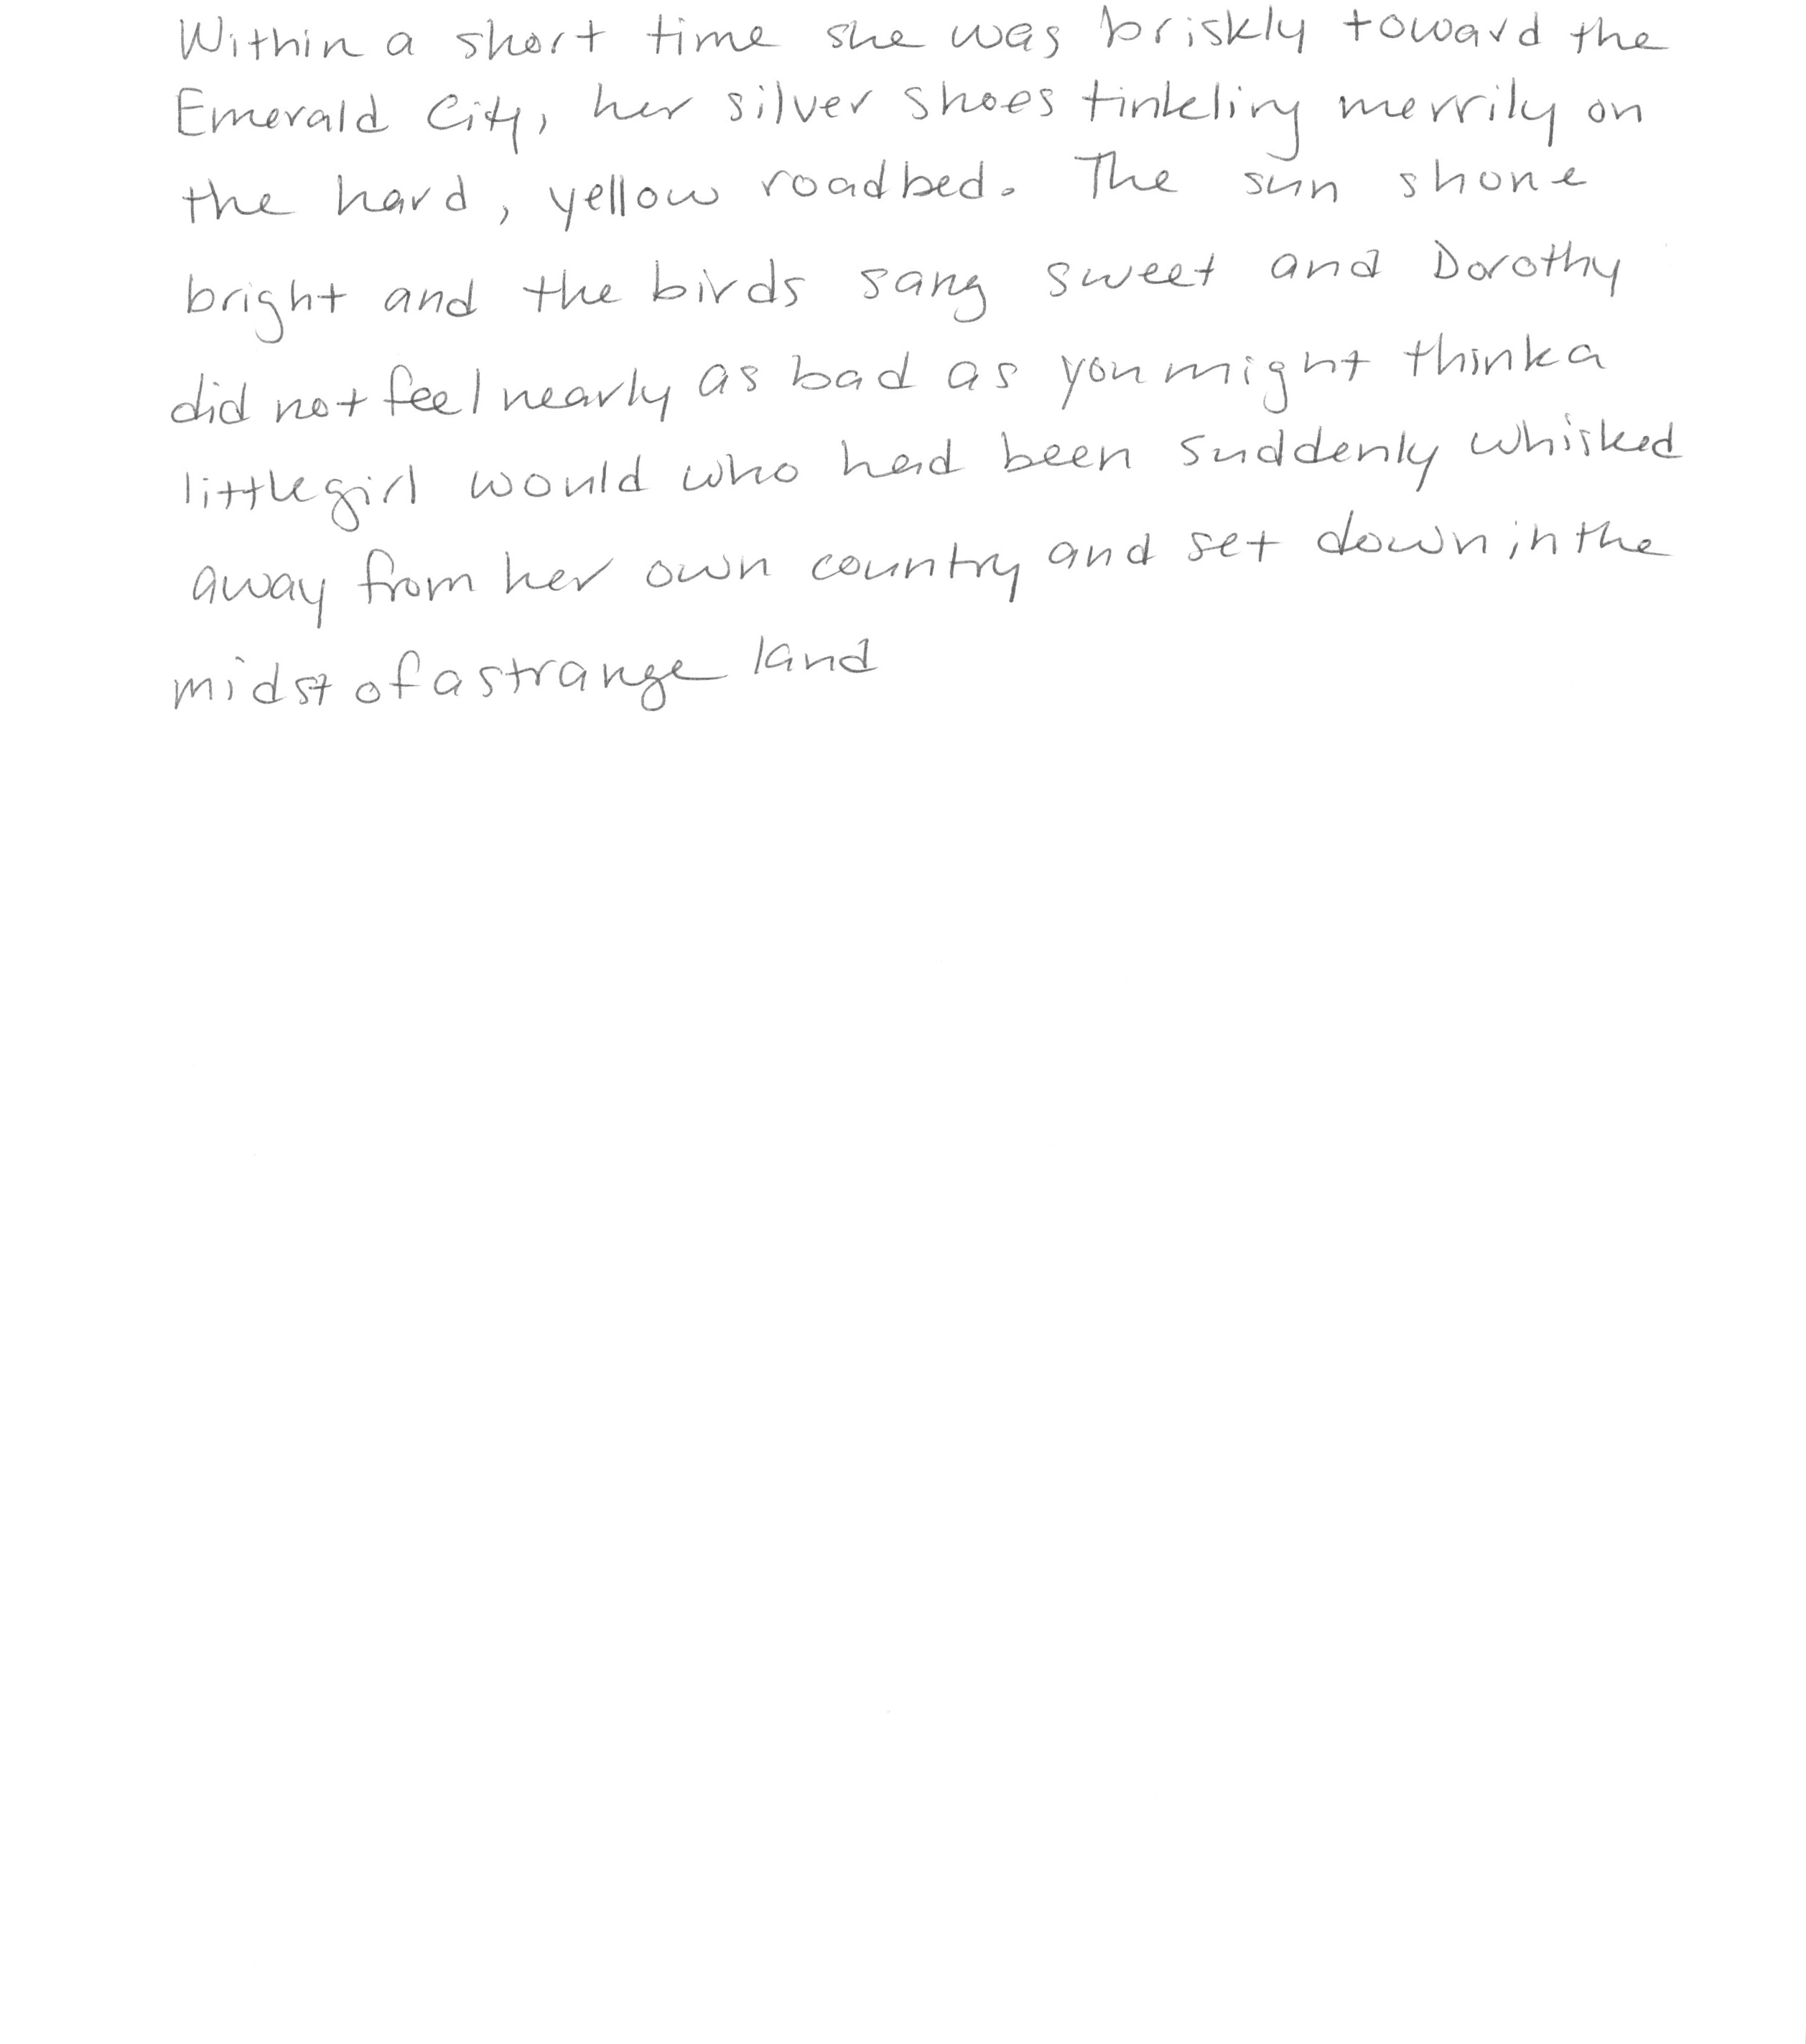 Within a short time she was briskly toward the
Emerald City, her silver shoes tinkling merrily on
the hard, yellow roadbed. The sun shone
bright and the birds sang sweet and Dorothy
did not feel nearly as bad as you might think a
little girl would who had been suddenly whisked
away from her own country and set down in the
midst of a strange land